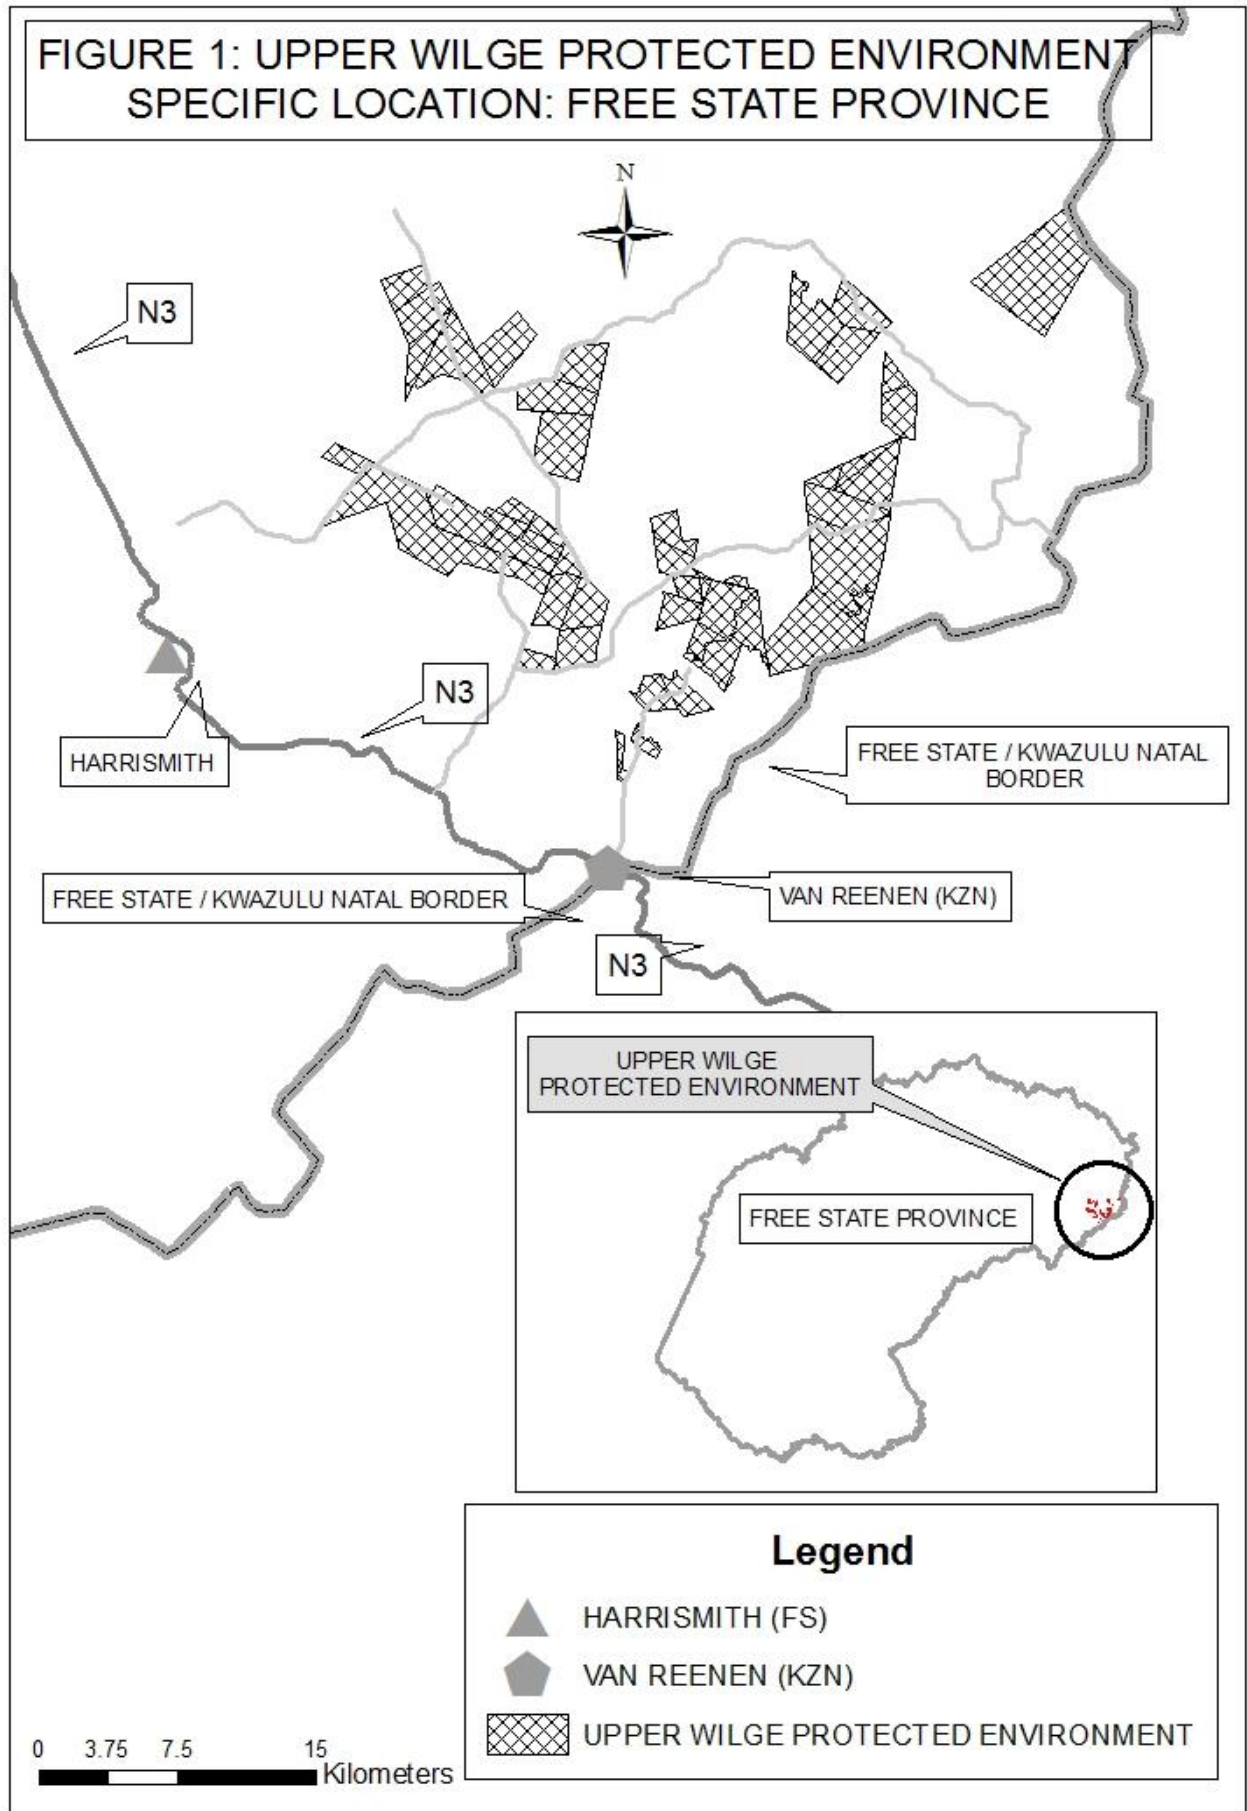 FIGURE 1: UPPER WILGE PROTECTED ENVIRONMENT
SPECIFIC LOCATION: FREE STATE PROVINCE
N
N3
N3
HARRISMITH
FREE STATE / KWAZULU NATAL
BORDER
FREE STATE / KWAZULU NATAL BORDER
VAN REENEN (KZN)
N3
UPPER WILGE
PROTECTED ENVIRONMENT
FREE STATE PROVINCE
Legend
HARRISMITH (FS)
VAN REENEN (KZN)
UPPER WILGE PROTECTED ENVIRONMENT
0 3.75 7.5 15
Kilometers